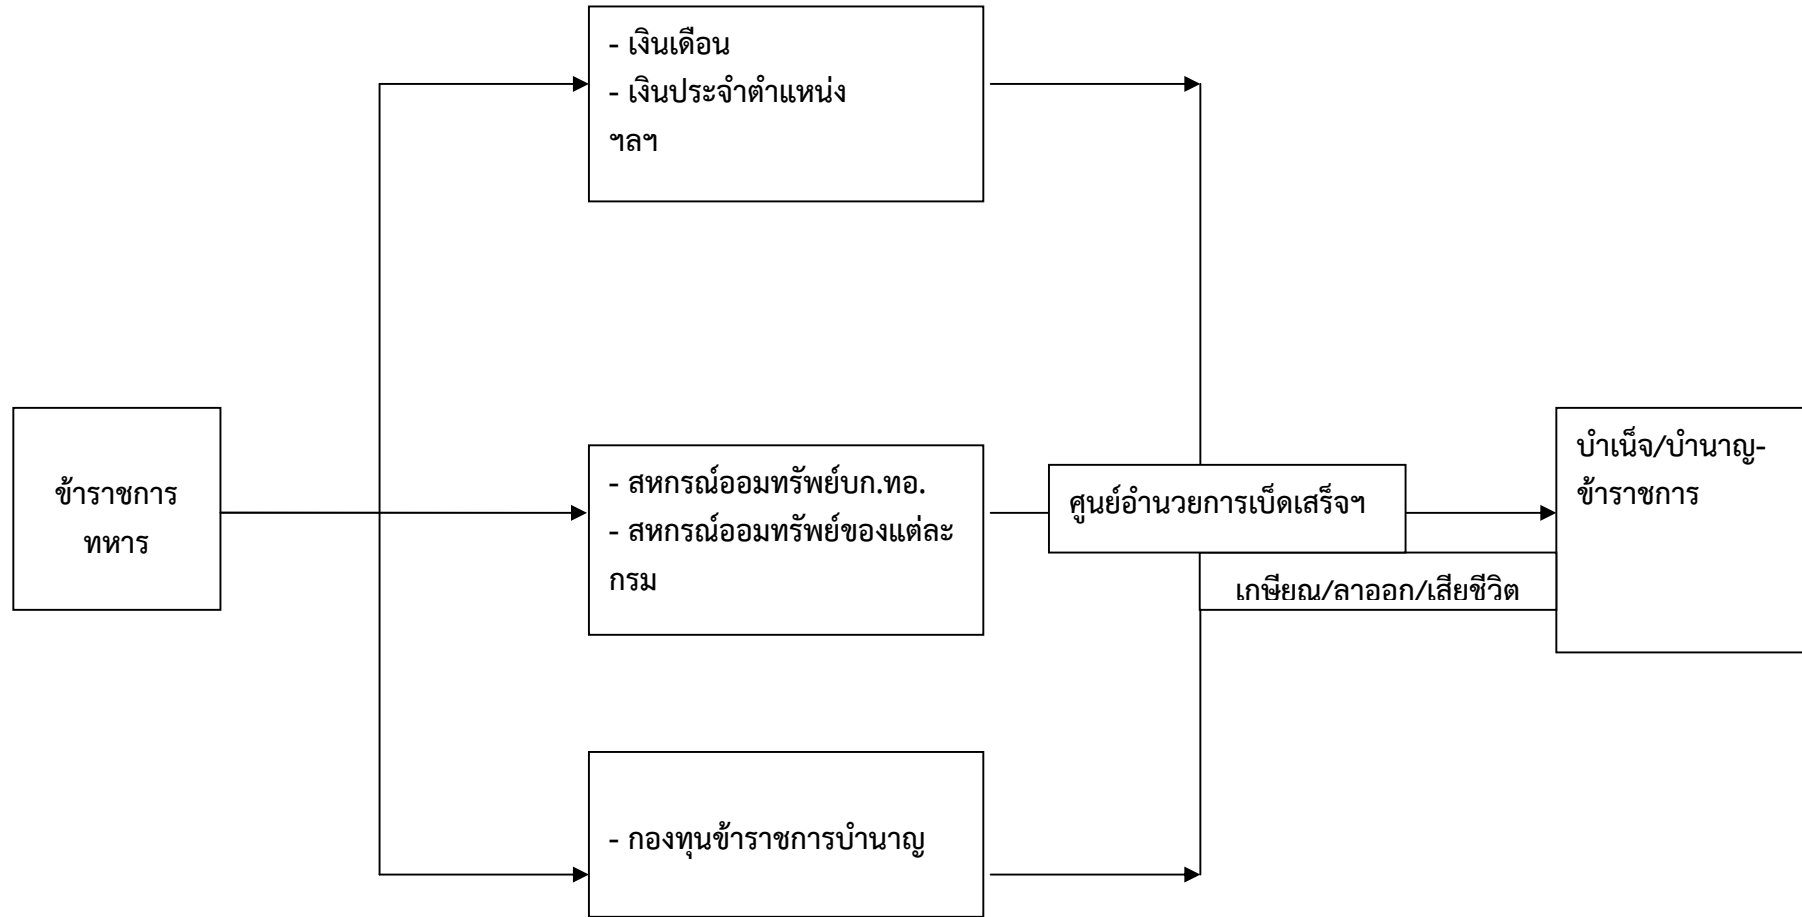 - เงินเดือน
- เงินประจำตำแหน่ง
ฯลฯ
ข้าราชการ
ทหาร
- สหกรณ์ออมทรัพย์บก.ทอ.
- สหกรณ์ออมทรัพย์ของแต่ละ
กรม
ศูนย์อำนวยการเบ็ดเสร็จฯ
เกษียณ/ลาออก/เสียชีวิต
บำเน็จ/บำนาญ-
ข้าราชการ
- กองทุนข้าราชการบำนาญ